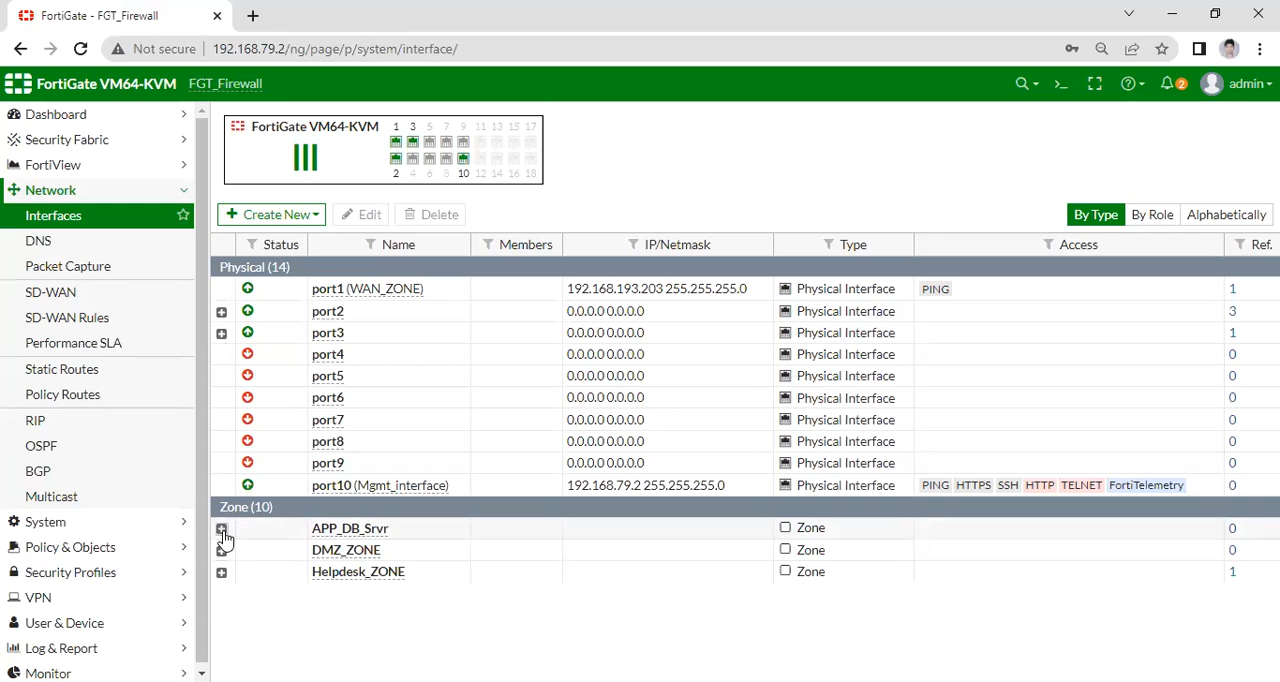 FortiGate - FGT_Firewall
Not secure 192.168.79.2/ng/page/p/system/interface/
FortiGate VM64-KVM FGT_Firewall 2 admin
Dashboard
Security Fabric
FortiView
Network
Interfaces
DNS
Packet Capture
SD-WAN
SD-WAN Rules
Performance SLA
Static Routes
Policy Routes
RIP
OSPF
BGP
Multicast
System
Policy & Objects
Security Profiles
VPN
User & Device
Log & Report
Monitor
FortiGate VM64-KVM 1 3 5 7 9 11 13 15 17
2 4 6 8 10 12 14 16 18
Create New Edit Delete By Type By Role Alphabetically
Status Name Members IP/Netmask Type Access Ref.
Physical (14)
port1 (WAN_ZONE) 192.168.193.203 255.255.255.0 Physical Interface PING 1
port2 0.0.0.0 0.0.0.0 Physical Interface 3
port3 0.0.0.0 0.0.0.0 Physical Interface 1
port4 0.0.0.0 0.0.0.0 Physical Interface 0
port5 0.0.0.0 0.0.0.0 Physical Interface 0
port6 0.0.0.0 0.0.0.0 Physical Interface 0
port7 0.0.0.0 0.0.0.0 Physical Interface 0
port8 0.0.0.0 0.0.0.0 Physical Interface 0
port9 0.0.0.0 0.0.0.0 Physical Interface 0
port10 (Mgmt_interface) 192.168.79.2 255.255.255.0 Physical Interface PING HTTPS SSH HTTP TELNET FortiTelemetry 0
Zone (10)
APP_DB_Srvr Zone 0
DMZ_ZONE Zone 0
Helpdesk_ZONE Zone 1